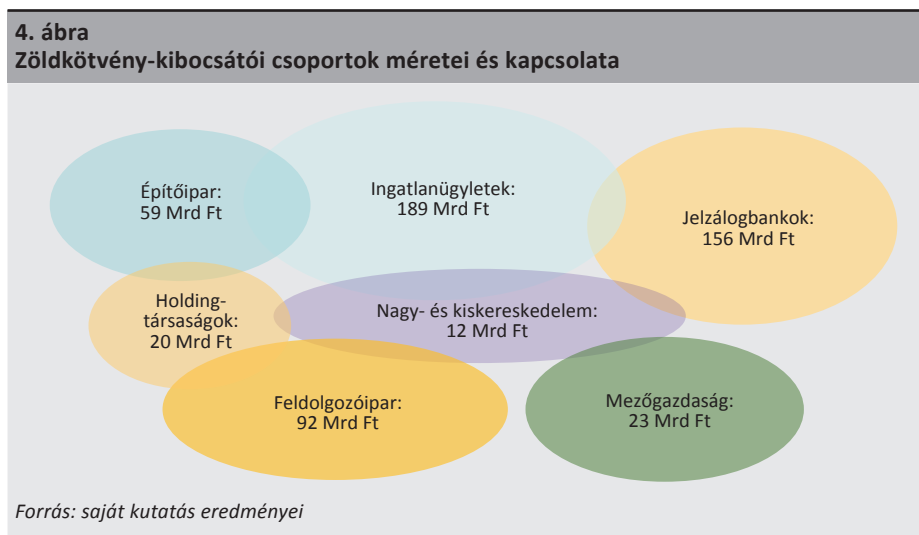 4. ábra
Zöldkötvény-kibocsátói csoportok méretei és kapcsolata
Építőipar:
59 Mrd Ft
Ingatlanügyletek:
189 Mrd Ft
Jelzálogbankok:
156 Mrd Ft
Holding-
társaságok:
20 Mrd Ft
Nagy- és kiskereskedelem:
12 Mrd Ft
Feldolgozóipar:
92 Mrd Ft
Mezőgazdaság:
23 Mrd Ft
Forrás: saját kutatás eredményei